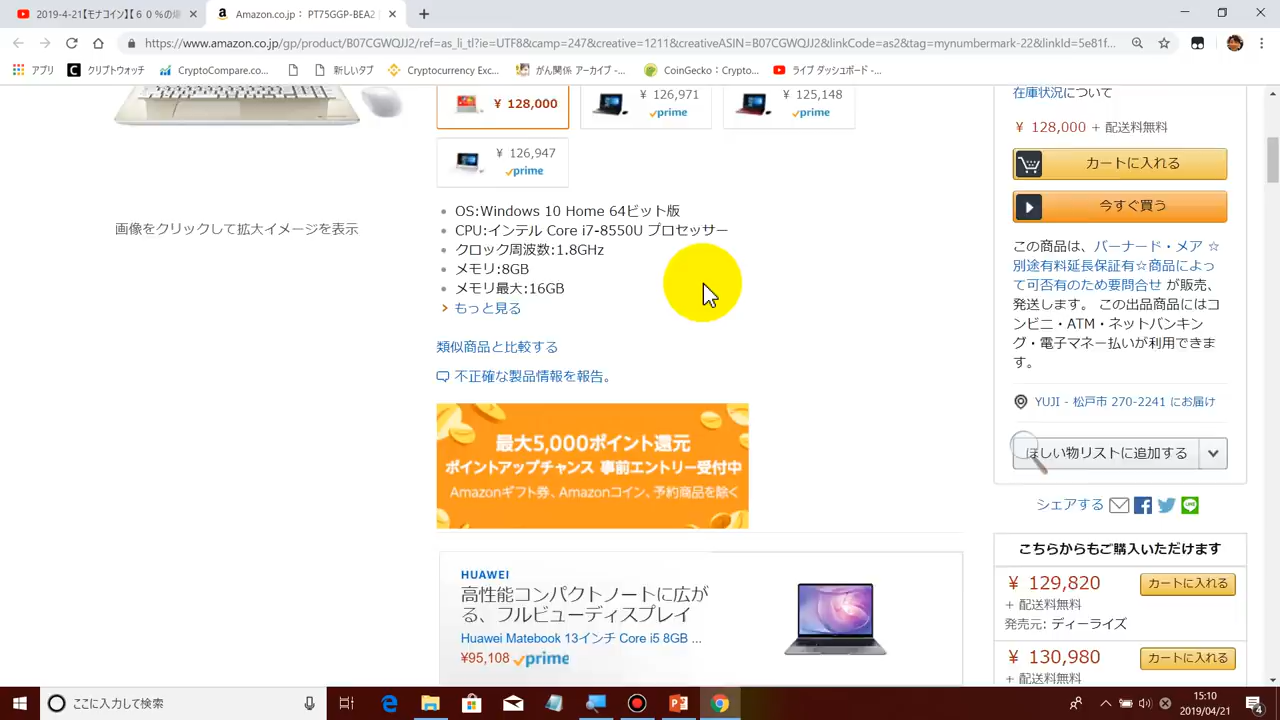 2019-4-21【モナコイン】【６０%の爆
Amazon.co.jp： PT75GGP-BEA2
https://www.amazon.co.jp/gp/product/B07CGWQJJ2/ref=as_li_tl?ie=UTF8&camp=247&creative=1211&creativeASIN=B07CGWQJJ2&linkCode=as2&tag=mynumbermark-22&linkId=5e81f...
アプリ
クリプトウォッチ
CryptoCompare.co...
新しいタブ
Cryptocurrency Exc...
がん関係 アーカイブ - ...
CoinGecko：Crypto...
ライブ ダッシュボード - ...
¥ 128,000
¥ 126,971
prime
¥ 125,148
prime
¥ 126,947
prime
画像をクリックして拡大イメージを表示
OS:Windows 10 Home 64ビット版
CPU:インテル Core i7-8550U プロセッサー
クロック周波数:1.8GHz
メモリ:8GB
メモリ最大:16GB
もっと見る
類似商品と比較する
不正確な製品情報を報告。
最大5,000ポイント還元
ポイントアップチャンス 事前エントリー受付中
Amazonギフト券、Amazonコイン、予約商品を除く
HUAWEI
高性能コンパクトノートに広が
る、フルビューディスプレイ
Huawei Matebook 13インチ Core i5 8GB ...
¥95,108 prime
在庫状況について
¥ 128,000 + 配送料無料
カートに入れる
今すぐ買う
この商品は、バーナード・メア ☆
別途有料延長保証有☆商品によっ
て可否有のため要問合せ が販売、
発送します。 この出品商品にはコ
ンビニ・ATM・ネットバンキン
グ・電子マネー払いが利用できま
す。
YUJI - 松戸市 270-2241 にお届け
ほしい物リストに追加する
シェアする
LINE
こちらからもご購入いただけます
¥ 129,820
カートに入れる
+ 配送料無料
発売元: ディーライズ
¥ 130,980
カートに入れる
+ 配送料無料
ここに入力して検索
15:10
2019/04/21
4